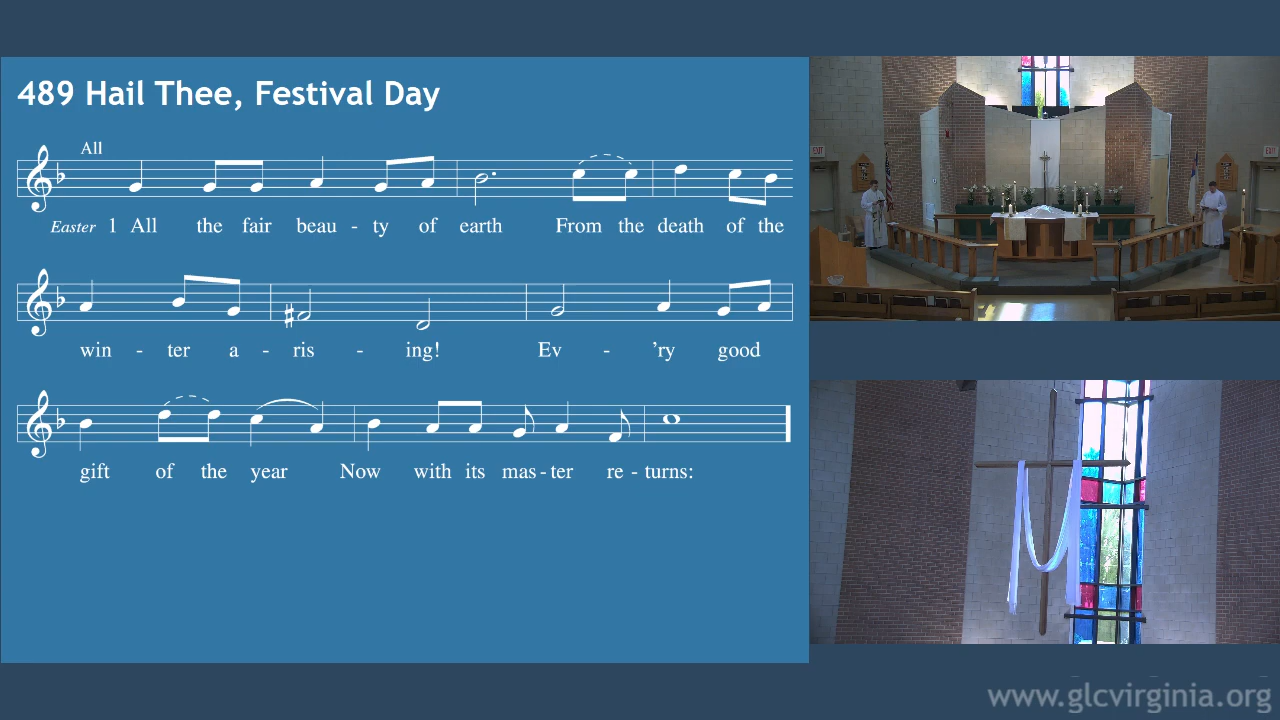 489 Hail Thee, Festival Day
All
Easter 1 All the fair beau - ty of earth From the death of the
win - ter a - ris - ing! Ev - 'ry good
gift of the year Now with its mas - ter re - turns:
EXIT
EXIT
www.glcvirginia.org